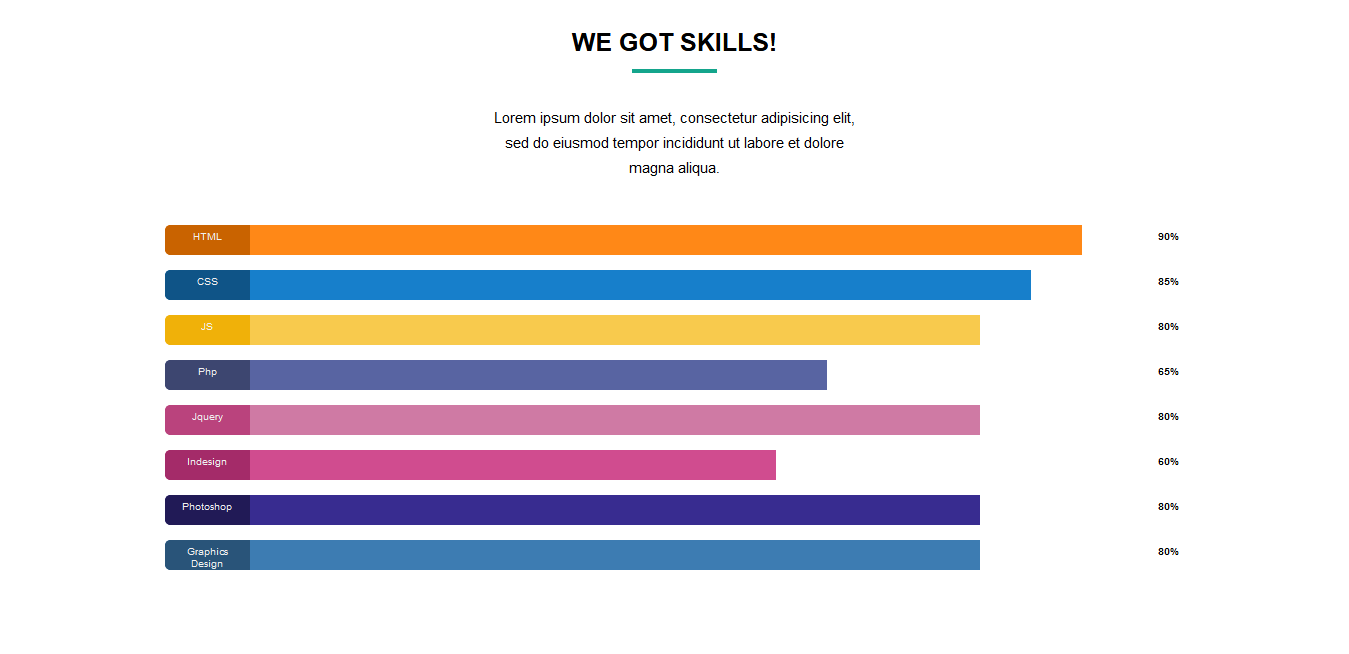 WE GOT SKILLS!
Lorem ipsum dolor sit amet, consectetur adipisicing elit,
sed do eiusmod tempor incididunt ut labore et dolore
magna aliqua.
HTML 90%
CSS 85%
JS 80%
Php 65%
Jquery 80%
Indesign 60%
Photoshop 80%
Graphics 80%
Design